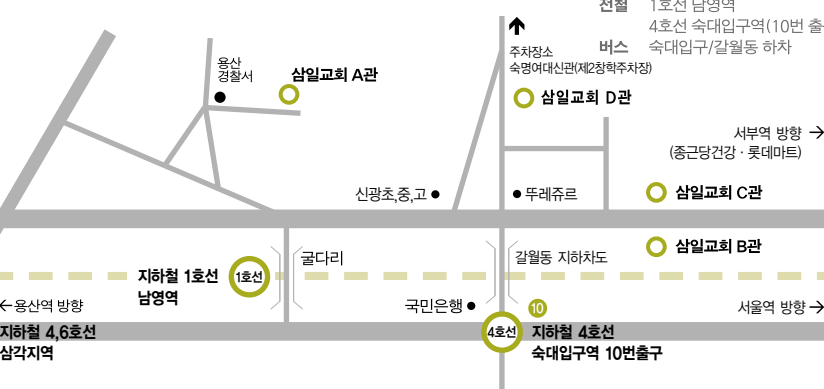 전철 1호선 남영역
4호선 숙대입구역(10번 출
버스 숙대입구/갈월동 하차
주차장소
숙명여대신관(제2창학주차장)
용산
경찰서
삼일교회 A관
삼일교회 D관
서부역 방향
(종근당건강 · 롯데마트)
신광초,중,고
뚜레쥬르
삼일교회 C관
삼일교회 B관
굴다리
갈월동 지하차도
지하철 1호선
남영역
1호선
용산역 방향
국민은행
10
서울역 방향
지하철 4,6호선
삼각지역
4호선
지하철 4호선
숙대입구역 10번출구